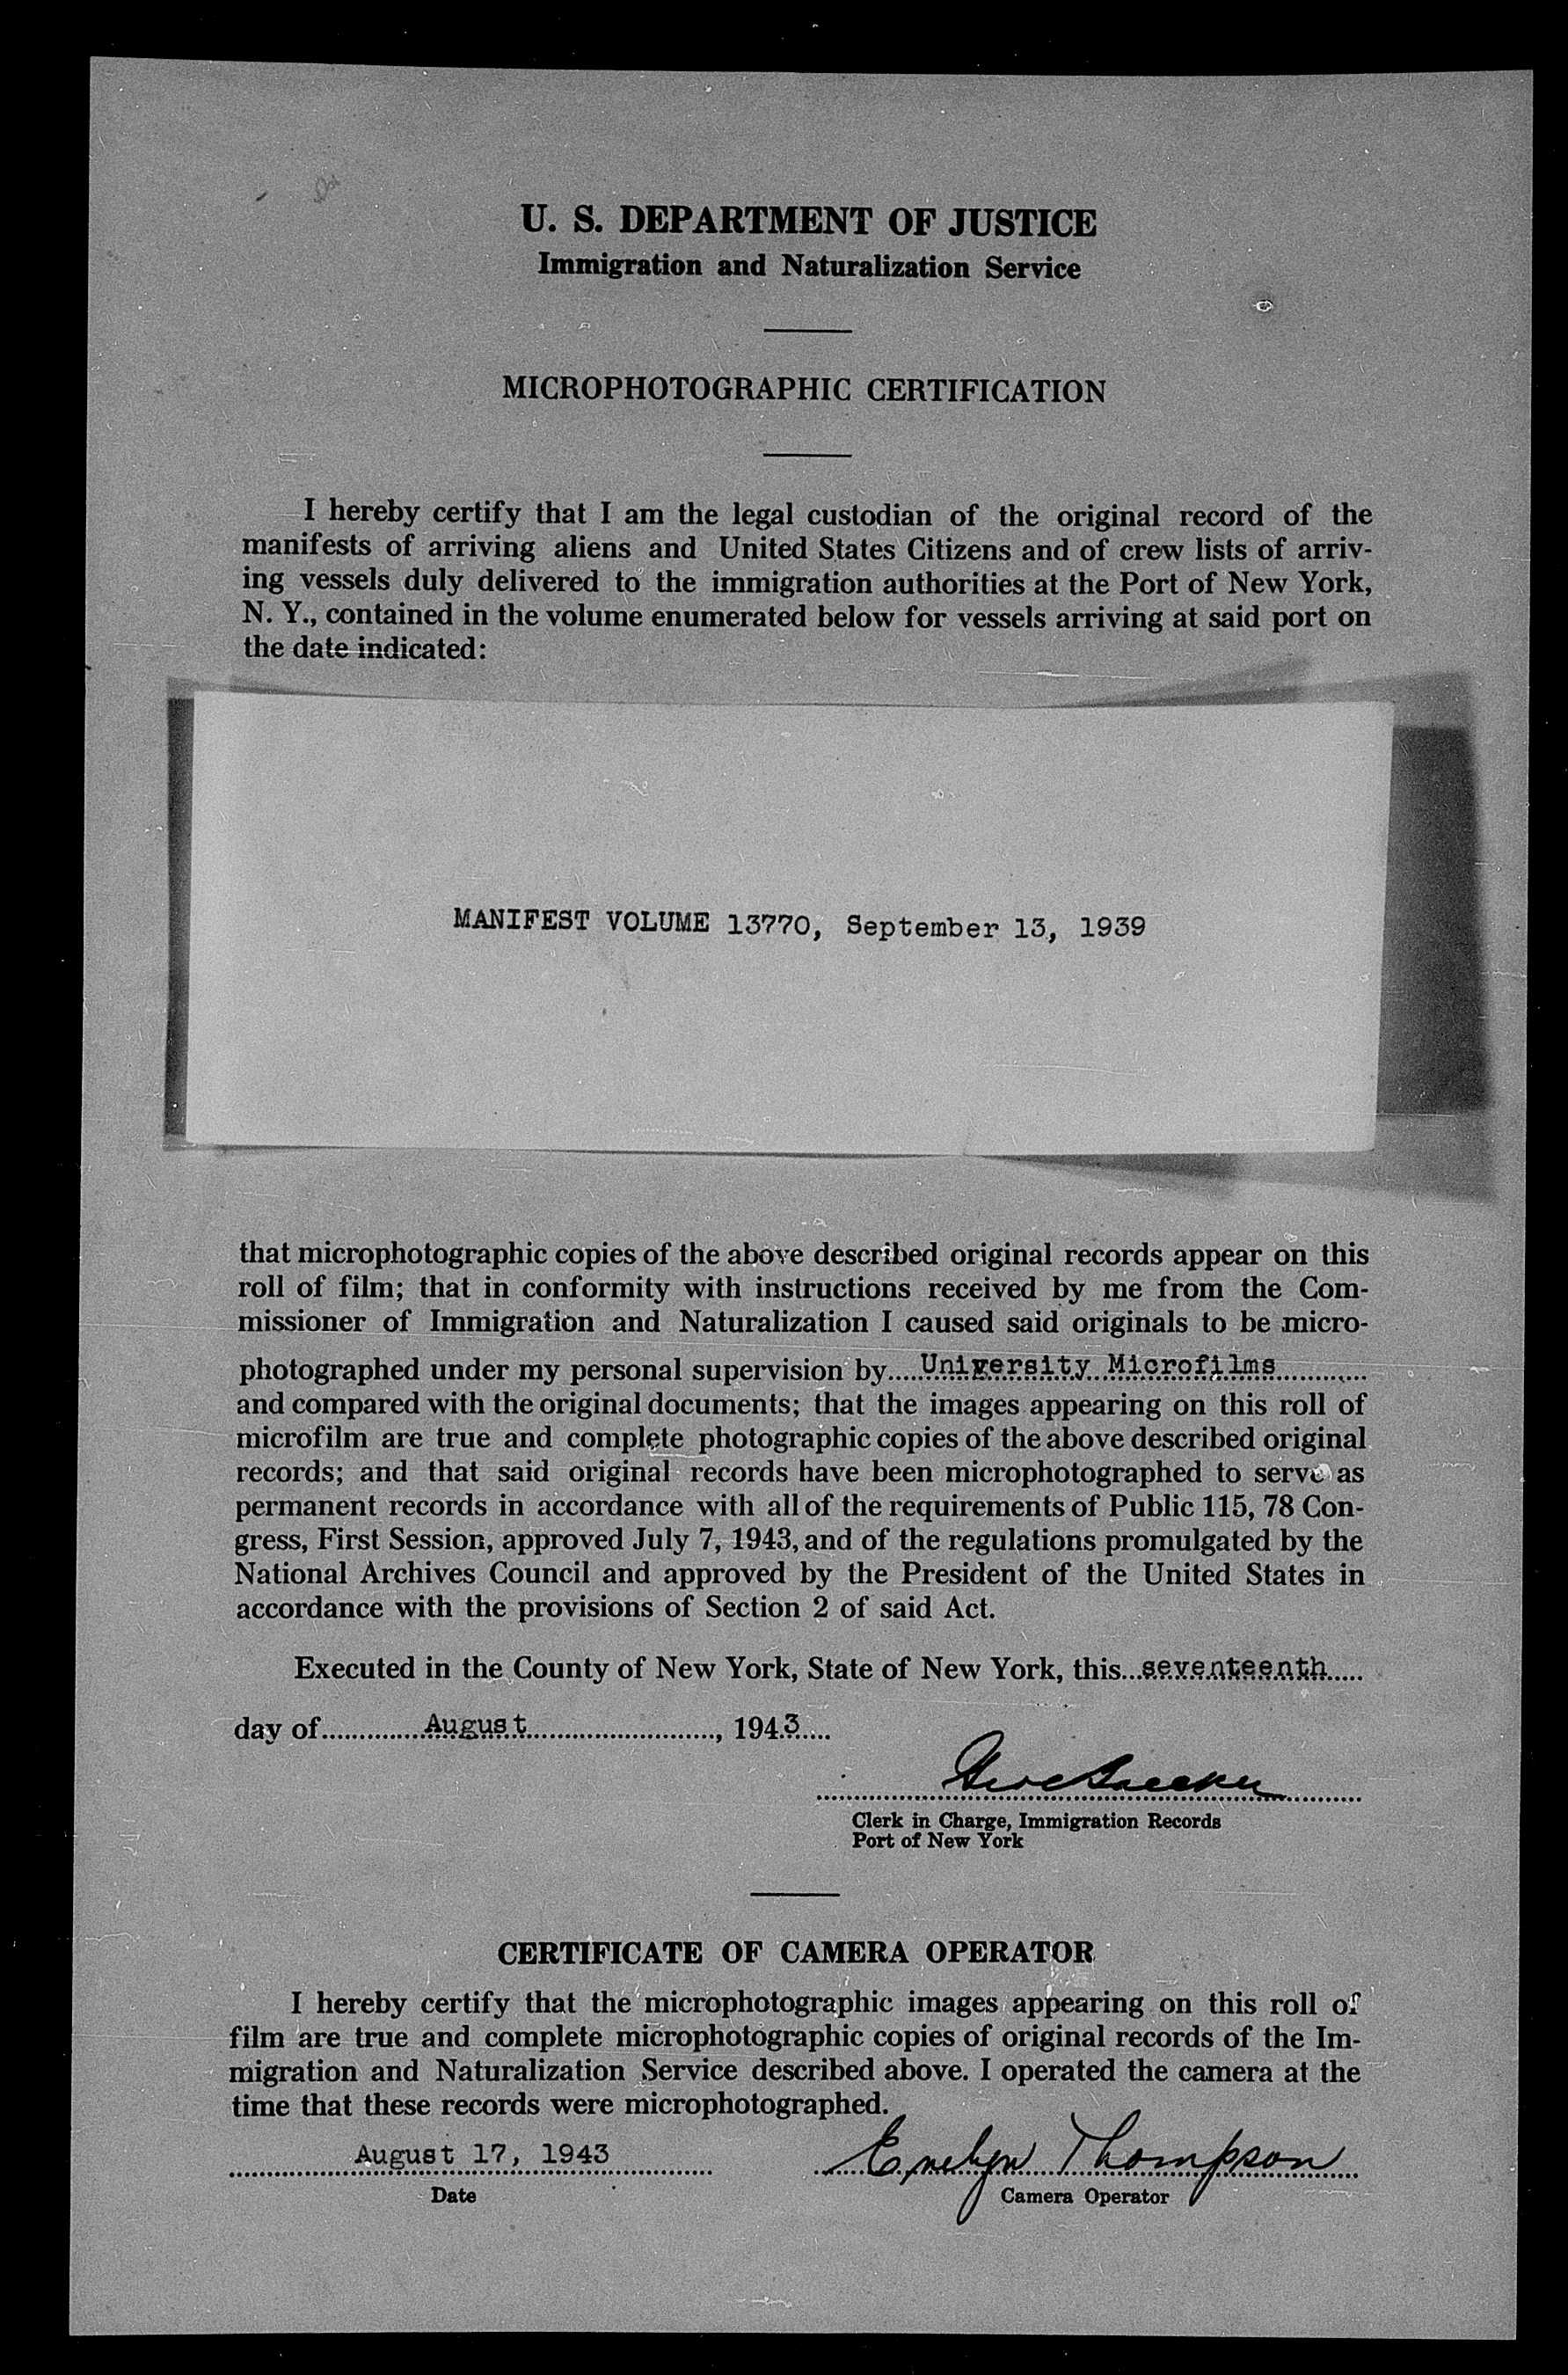 U. S. DEPARTMENT OF JUSTICE
Immigration and Naturalization Service
MICROPHOTOGRAPHIC CERTIFICATION
I hereby certify that I am the legal custodian of the original record of the
manifests of arriving aliens and United States Citizens and of crew lists of arriv-
ing vessels duly delivered to the immigration authorities at the Port of New York,
N. Y., contained in the volume enumerated below for vessels arriving at said port on
the date indicated:
MANIFEST VOLUME 13770, September 13, 1939
that microphotographic copies of the above described original records appear on this
roll of film; that in conformity with instructions received by me from the Com-
missioner of Immigration and Naturalization I caused said originals to be micro-
photographed under my personal supervision by.....University Microfilms............
and compared with the original documents; that the images appearing on this roll of
microfilm are true and complete photographic copies of the above described original
records; and that said original records have been microphotographed to serve as
permanent records in accordance with all of the requirements of Public 115, 78 Con-
gress, First Session, approved July 7, 1943, and of the regulations promulgated by the
National Archives Council and approved by the President of the United States in
accordance with the provisions of Section 2 of said Act.
Executed in the County of New York, State of New York, this...seventeenth.....
day of..............August.........................., 1943....
Clerk in Charge, Immigration Records
Port of New York
CERTIFICATE OF CAMERA OPERATOR
I hereby certify that the microphotographic images appearing on this roll of
film are true and complete microphotographic copies of original records of the Im-
migration and Naturalization Service described above. I operated the camera at the
time that these records were microphotographed.
August 17, 1943 Evelyn Thompson
Date Camera Operator